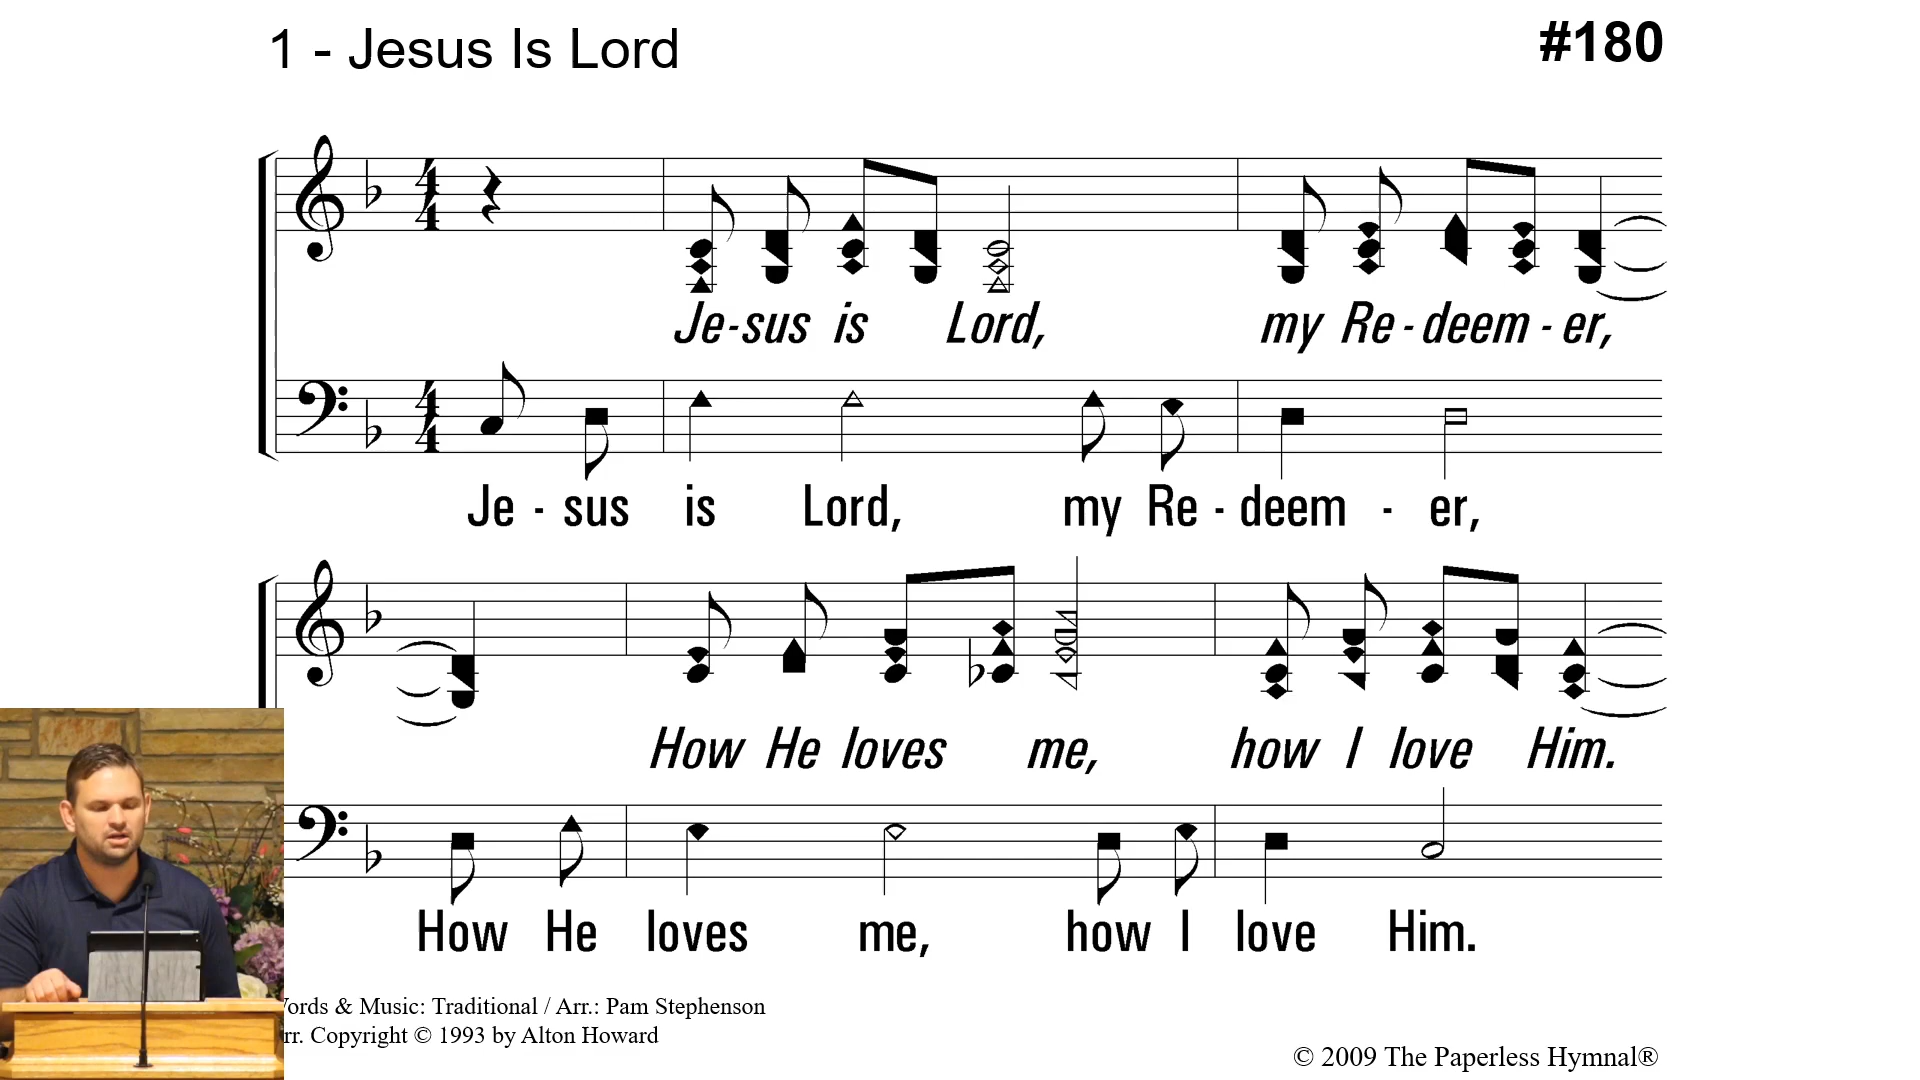 1 - Jesus Is Lord
#180
Je-sus is Lord, my Re - deem - er,
Je - sus is Lord, my Re - deem - er,
How He loves me, how I love Him.
How He loves me, how I love Him.
& Music: Traditional / Arr.: Pam Stephenson
Copyright © 1993 by Alton Howard
© 2009 The Paperless Hymnal®